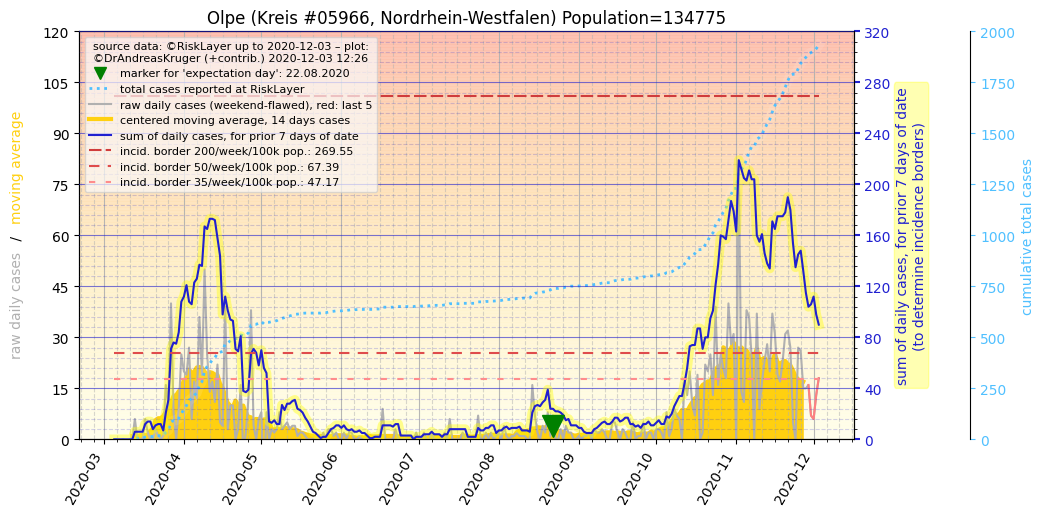 Olpe (Kreis #05966, Nordrhein-Westfalen) Population=134775
source data: ©RiskLayer up to 2020-12-03 – plot:
©DrAndreasKruger (+contrib.) 2020-12-03 12:26
marker for 'expectation day': 22.08.2020
total cases reported at RiskLayer
raw daily cases (weekend-flawed), red: last 5
centered moving average, 14 days cases
sum of daily cases, for prior 7 days of date
incid. border 200/week/100k pop.: 269.55
incid. border 50/week/100k pop.: 67.39
incid. border 35/week/100k pop.: 47.17
raw daily cases / moving average
120
105
90
75
60
45
30
15
0
2020-03
2020-04
2020-05
2020-06
2020-07
2020-08
2020-09
2020-10
2020-11
2020-12
320
280
240
200
160
120
80
40
0
sum of daily cases, for prior 7 days of date
(to determine incidence borders)
2000
1750
1500
1250
1000
750
500
250
0
cumulative total cases